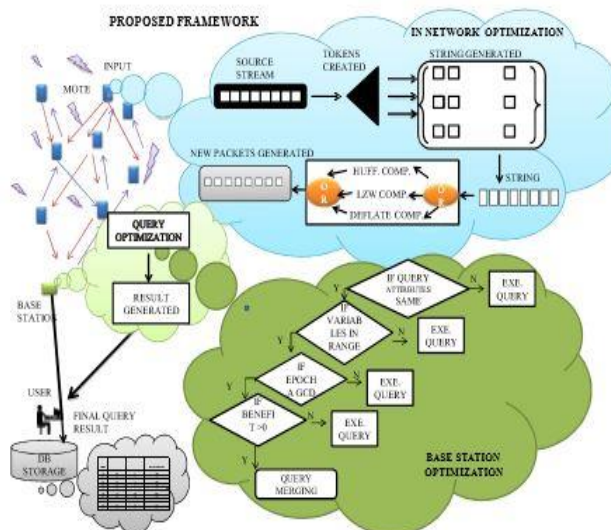 PROPOSED FRAMEWORK
IN NETWORK OPTIMIZATION
INPUT
MOTE
SOURCE
STREAM
TOKENS
CREATED
STRING GENERATED
NEW PACKETS GENERATED
HUFF. COMP.
LZW COMP.
DEFLATE COMP.
O
R
O
R
STRING
QUERY
OPTIMIZATION
RESULT
GENERATED
BASE
STATION
IF QUERY
ATTRIBUTES
SAME
Y
N
EXE.
QUERY
IF
VARIAB
LES IN
RANGE
Y
N
EXE.
QUERY
IF
EPOCH
A GCD
Y
N
EXE.
QUERY
IF
BENEFI
T >0
Y
N
EXE.
QUERY
QUERY
MERGING
BASE STATION
OPTIMIZATION
USER
FINAL QUERY
RESULT
DB
STORAGE